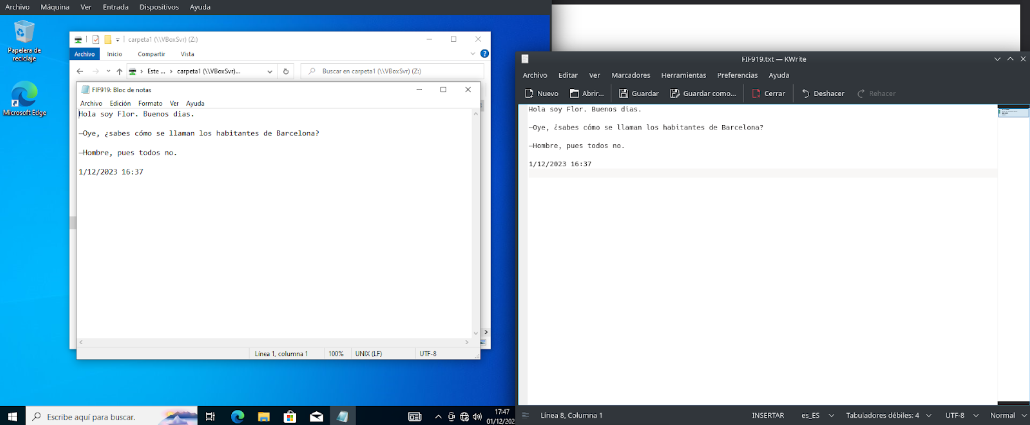 Archivo Máquina Ver Entrada Dispositivos Ayuda
Papelera de
reciclaje
Microsoft Edge
carpeta1 (\\VBoxSvr) (Z:)
Archivo Inicio Compartir Vista
Este ... carpeta1 (\\VBoxSvr)...
Buscar en carpeta1 (\\VBoxSvr) (Z:)
FIF919: Bloc de notas
Archivo Edición Formato Ver Ayuda
Hola soy Flor. Buenos días.
—Oye, ¿sabes cómo se llaman los habitantes de Barcelona?
—Hombre, pues todos no.
1/12/2023 16:37
Línea 1, columna 1 100% UNIX (LF) UTF-8
Escribe aquí para buscar.
17:47
01/12/202
FIF919.txt — KWrite
Archivo Editar Ver Marcadores Herramientas Preferencias Ayuda
Nuevo Abrir... Guardar Guardar como... Cerrar Deshacer Rehacer
Hola soy Flor. Buenos días.
—Oye, ¿sabes cómo se llaman los habitantes de Barcelona?
—Hombre, pues todos no.
1/12/2023 16:37
Línea 8, Columna 1 INSERTAR es_ES Tabuladores débiles: 4 UTF-8 Normal